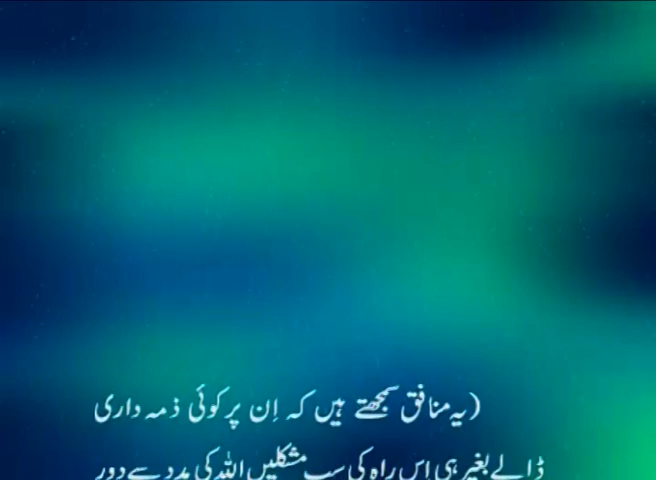 (یہ منافق سمجھتے ہیں کہ اِن پر کوئی ذمہ داری
ڈالے بغیر ہی اِس راہ کی سب مشکلیں اللہ کی مدد سے دور